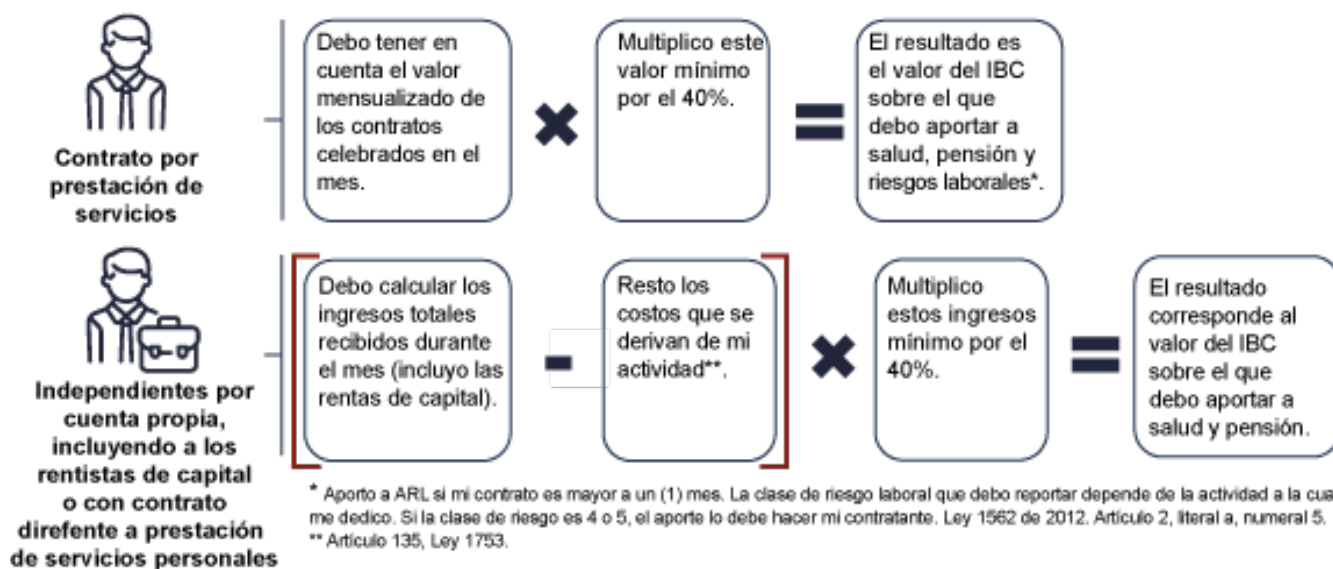 Contrato por
prestación de
servicios
Debo tener en
cuenta el valor
mensualizado de
los contratos
celebrados en el
mes.
Multiplico este
valor mínimo
por el 40%.
El resultado es
el valor del IBC
sobre el que
debo aportar a
salud, pensión y
riesgos laborales*.
Independientes por
cuenta propia,
incluyendo a los
rentistas de capital
o con contrato
direfente a prestación
de servicios personales
Debo calcular los
ingresos totales
recibidos durante
el mes (incluyo las
rentas de capital).
Resto los
costos que se
derivan de mi
actividad**.
Multiplico
estos ingresos
mínimo por el
40%.
El resultado
corresponde al
valor del IBC
sobre el que
debo aportar a
salud y pensión.
* Aporto a ARL si mi contrato es mayor a un (1) mes. La clase de riesgo laboral que debo reportar depende de la actividad a la cua
me dedico. Si la clase de riesgo es 4 o 5, el aporte lo debe hacer mi contratante. Ley 1562 de 2012. Artículo 2, literal a, numeral 5.
** Artículo 135, Ley 1753.